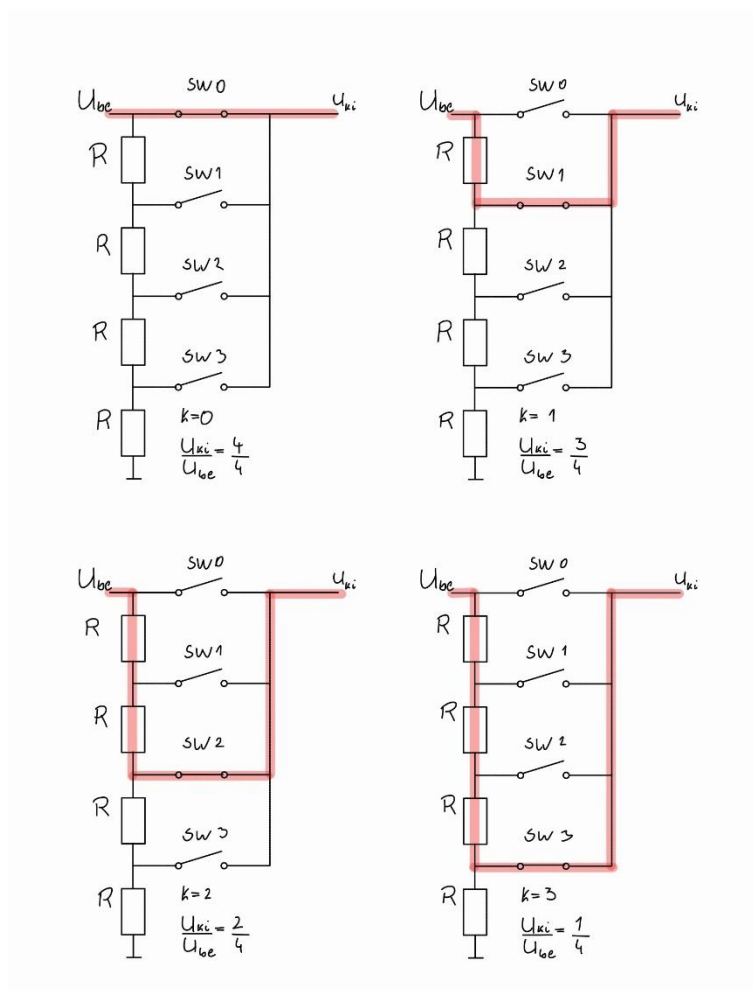 SW0
Ube Uki
R
SW1
R
SW2
R
SW3
R
k=0
Uki/Ube = 4/4
SW0
Ube Uki
R
SW1
R
SW2
R
SW3
R
k= 1
Uki/Ube = 3/4
SW0
Ube Uki
R
SW1
R
SW2
R
SW3
R
k=2
Uki/Ube = 2/4
SW0
Ube Uki
R
SW1
R
SW2
R
SW3
R
k=3
Uki/Ube = 1/4